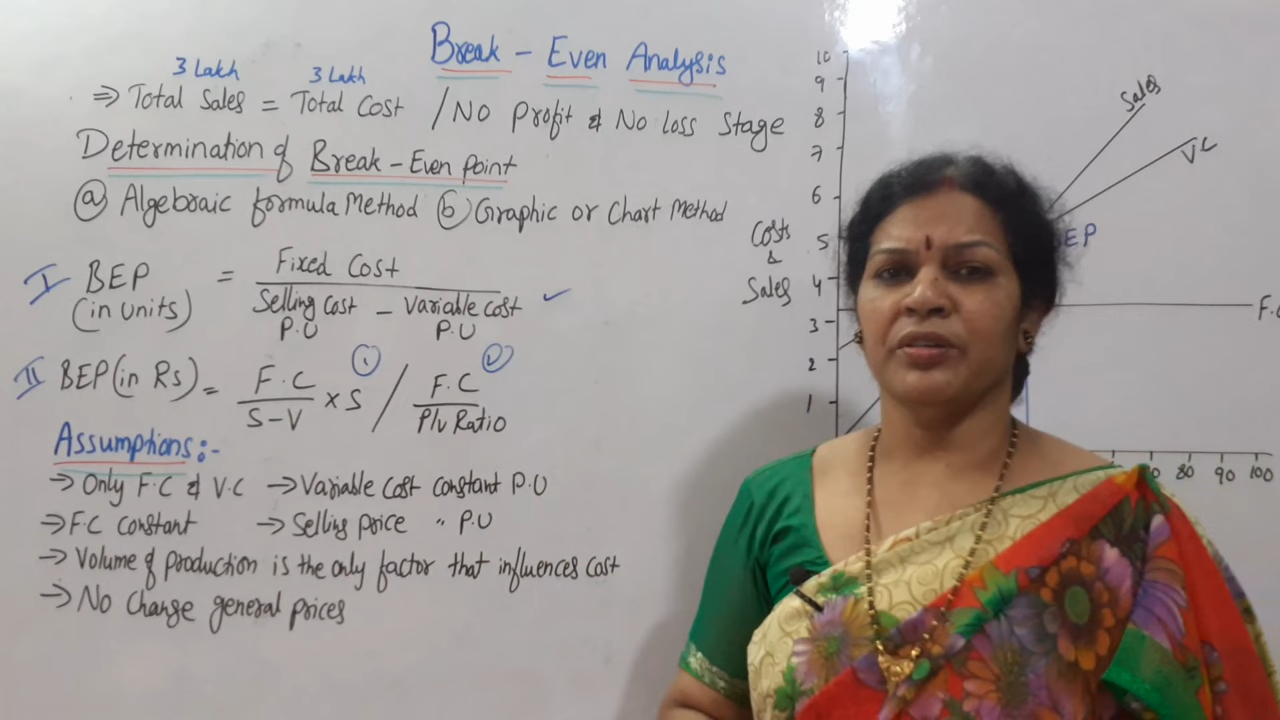 Break - Even Analysis
3 Lakh 3 Lakh
⇒ Total Sales = Total Cost / No Profit & No loss Stage
Determination of Break - Even Point
ⓐ Algebraic formula Method ⓑ Graphic or Chart Method
I BEP (in units) = Fixed Cost / Selling Cost P.U - Variable Cost P.U ✓
II BEP (in Rs) = F.C / S-V × S ① / F.C / P/v Ratio ②
Assumptions:-
→ Only F.C & V.C → Variable Cost Constant P.U
→ F.C Constant → Selling price " P.U
→ Volume of production is the only factor that influences cost
→ No Change general prices
10
9
8
7
6
5
4
3
2
1
Costs
&
Sales
Sales
VC
BEP
F.
80 90 100